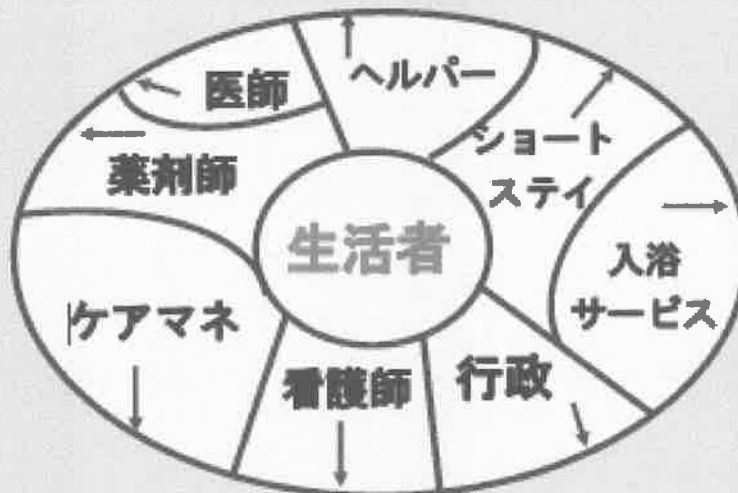 医師
ヘルパー
ショート
ステイ
薬剤師
生活者
入浴
サービス
ケアマネ
看護師
行政